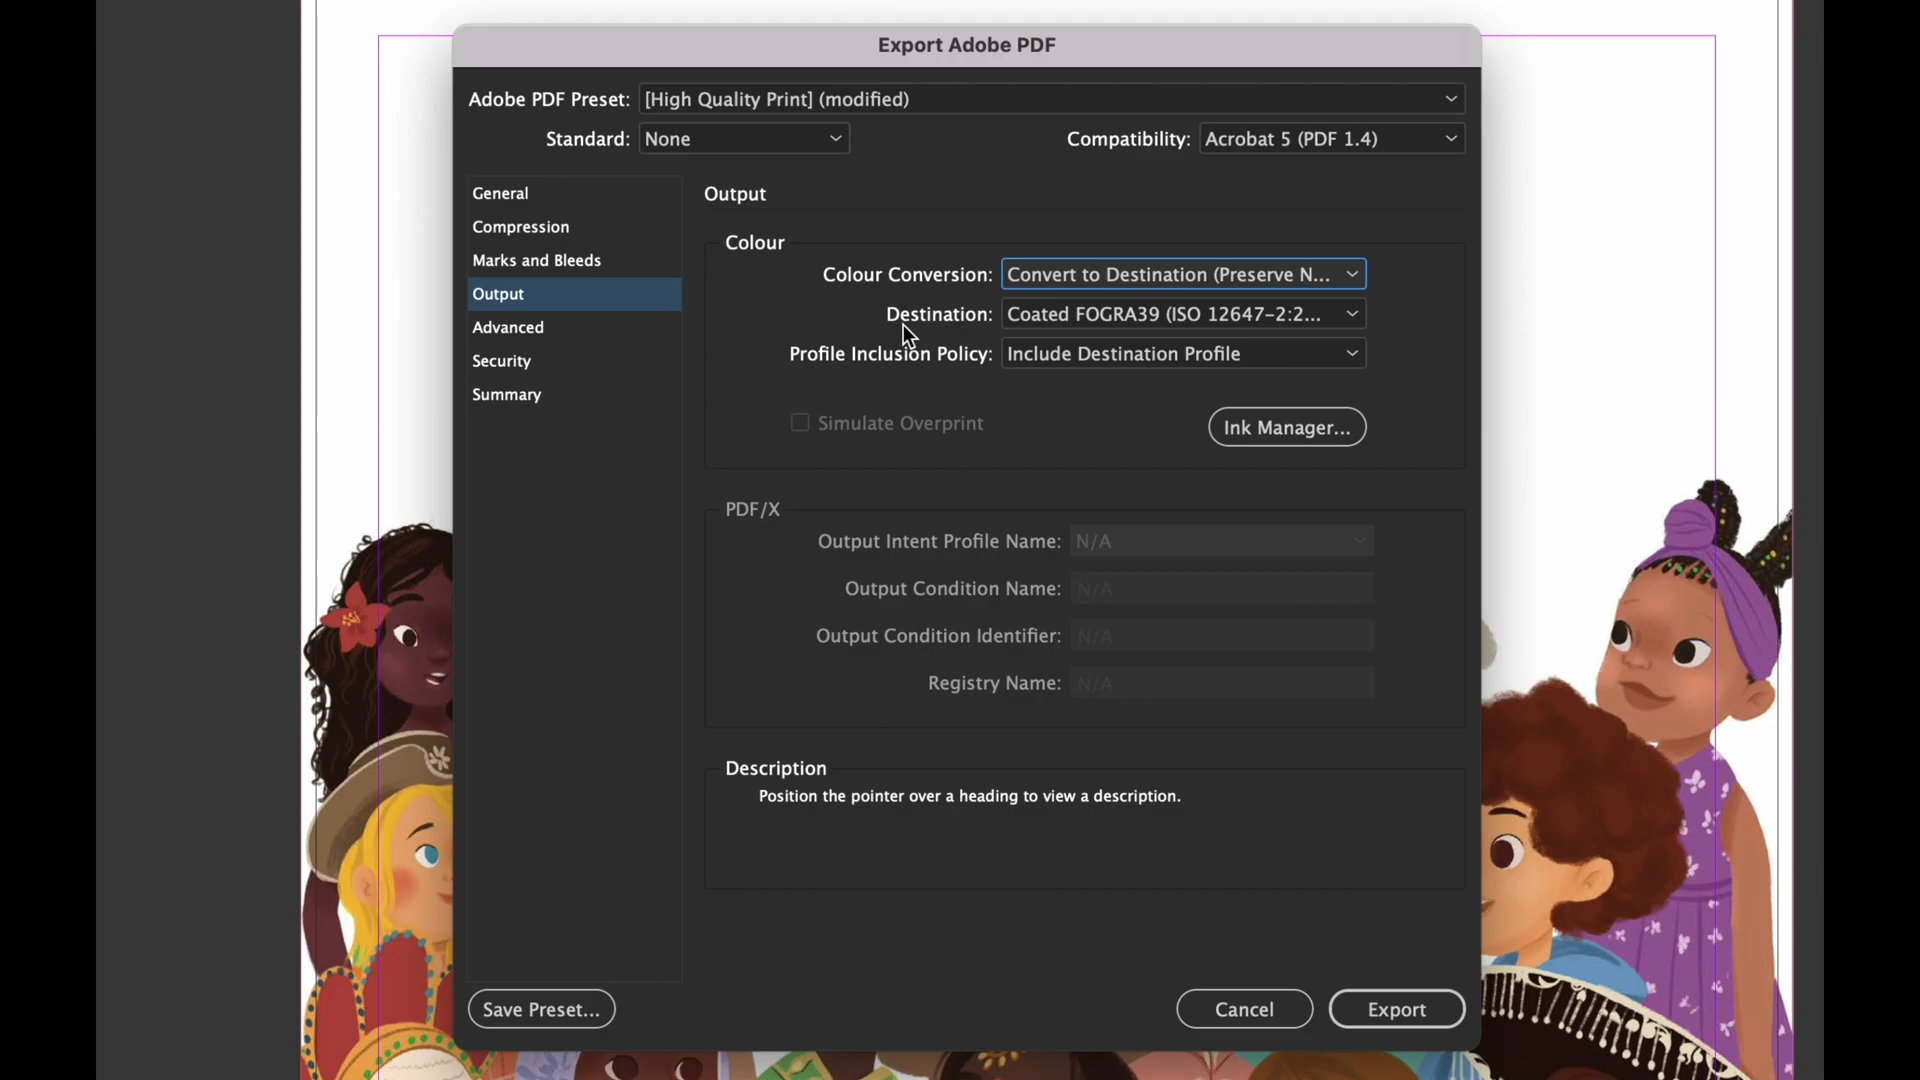 Export Adobe PDF
Adobe PDF Preset: [High Quality Print] (modified)
Standard: None Compatibility: Acrobat 5 (PDF 1.4)
General
Compression
Marks and Bleeds
Output
Advanced
Security
Summary
Output
Colour
Colour Conversion: Convert to Destination (Preserve N...
Destination: Coated FOGRA39 (ISO 12647-2:2...
Profile Inclusion Policy: Include Destination Profile
Simulate Overprint Ink Manager...
PDF/X
Output Intent Profile Name: N/A
Output Condition Name: N/A
Output Condition Identifier: N/A
Registry Name: N/A
Description
Position the pointer over a heading to view a description.
Save Preset... Cancel Export